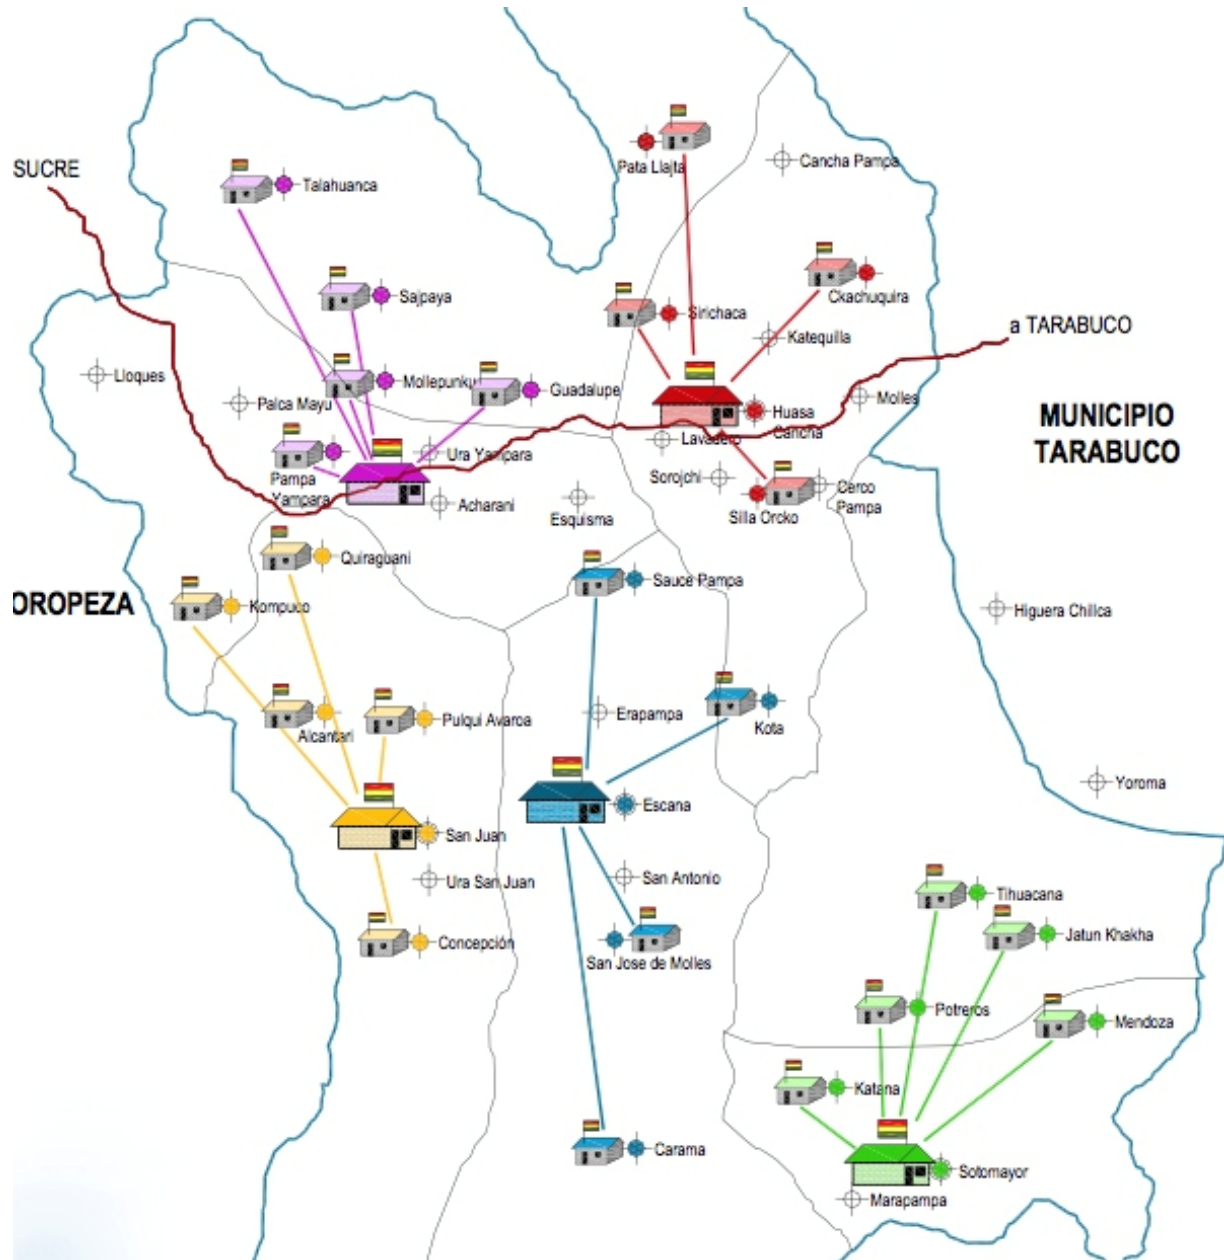 Cancha Pampa
Pata Llajta
SUCRE
Talahuanca
Sajpaya
Ckachuquira
Sirichaca
a TARABUCO
Katequilla
Lloques
Mollepunku
Guadalupe
Palca Mayu
Molles
Huasa
Cancha
MUNICIPIO
TARABUCO
Lavadero
Ura Yampara
Pampa
Yampara
Sorojchi
Cerco
Pampa
Acharani
Esquisma
Silla Orcko
Quiraguani
Sauce Pampa
OROPEZA
Kompuco
Higuera Chillca
Erapampa
Pulqui Avaroa
Kota
Alcantari
Yoroma
Escana
San Juan
Ura San Juan
San Antonio
Tihuacana
Jatun Khakha
Concepción
San Jose de Molles
Potreros
Mendoza
Katana
Carama
Sotomayor
Marapampa